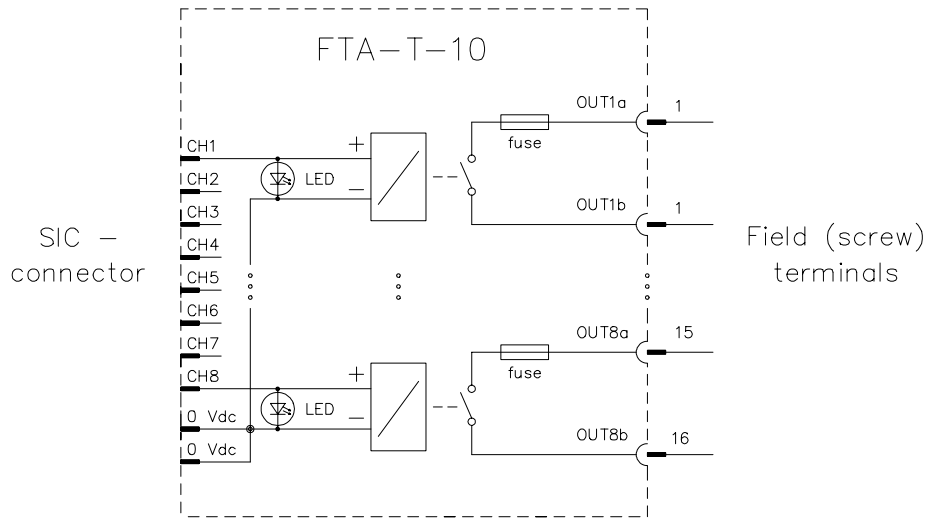 FTA-T-10
OUT1a
1
fuse
CH1
+
LED
CH2
-
CH3
OUT1b
1
SIC -
connector
CH4
Field (screw)
terminals
CH5
CH6
CH7
OUT8a
15
fuse
CH8
+
LED
0 Vdc
-
OUT8b
16
0 Vdc